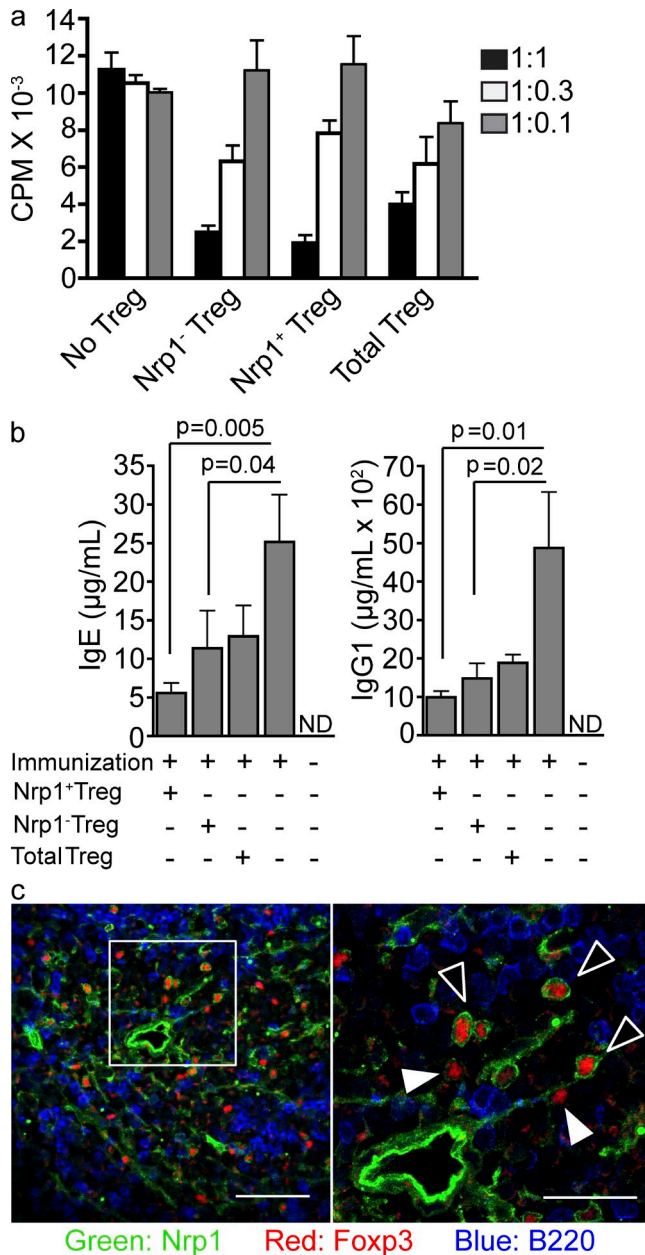 a
CPM X 10⁻³
14
12
10
8
6
4
2
0
1:1
1:0.3
1:0.1
No Treg
Nrp1⁻ Treg
Nrp1⁺ Treg
Total Treg
b
p=0.005
p=0.04
IgE (µg/mL)
35
30
25
20
15
10
5
0
ND
p=0.01
p=0.02
IgG1 (µg/mL x 10²)
70
60
50
40
30
20
10
0
ND
Immunization + + + + - + + + + -
Nrp1⁺Treg + - - - - + - - - -
Nrp1⁻Treg - + - - - - + - - -
Total Treg - - + - - - - + - -
c
Green: Nrp1 Red: Foxp3 Blue: B220